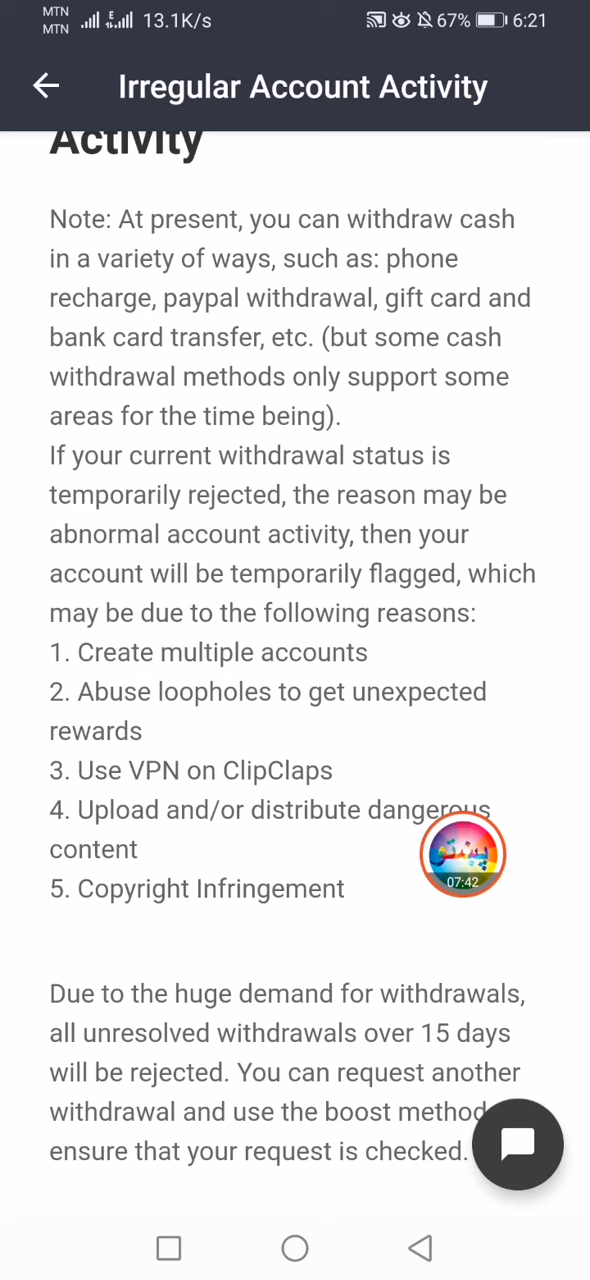 MTN
MTN
E
13.1K/s
67%
6:21
Irregular Account Activity
Activity
Note: At present, you can withdraw cash
in a variety of ways, such as: phone
recharge, paypal withdrawal, gift card and
bank card transfer, etc. (but some cash
withdrawal methods only support some
areas for the time being).
If your current withdrawal status is
temporarily rejected, the reason may be
abnormal account activity, then your
account will be temporarily flagged, which
may be due to the following reasons:
1. Create multiple accounts
2. Abuse loopholes to get unexpected
rewards
3. Use VPN on ClipClaps
4. Upload and/or distribute dangerous
content
5. Copyright Infringement
پښتو
07:42
Due to the huge demand for withdrawals,
all unresolved withdrawals over 15 days
will be rejected. You can request another
withdrawal and use the boost method
ensure that your request is checked.